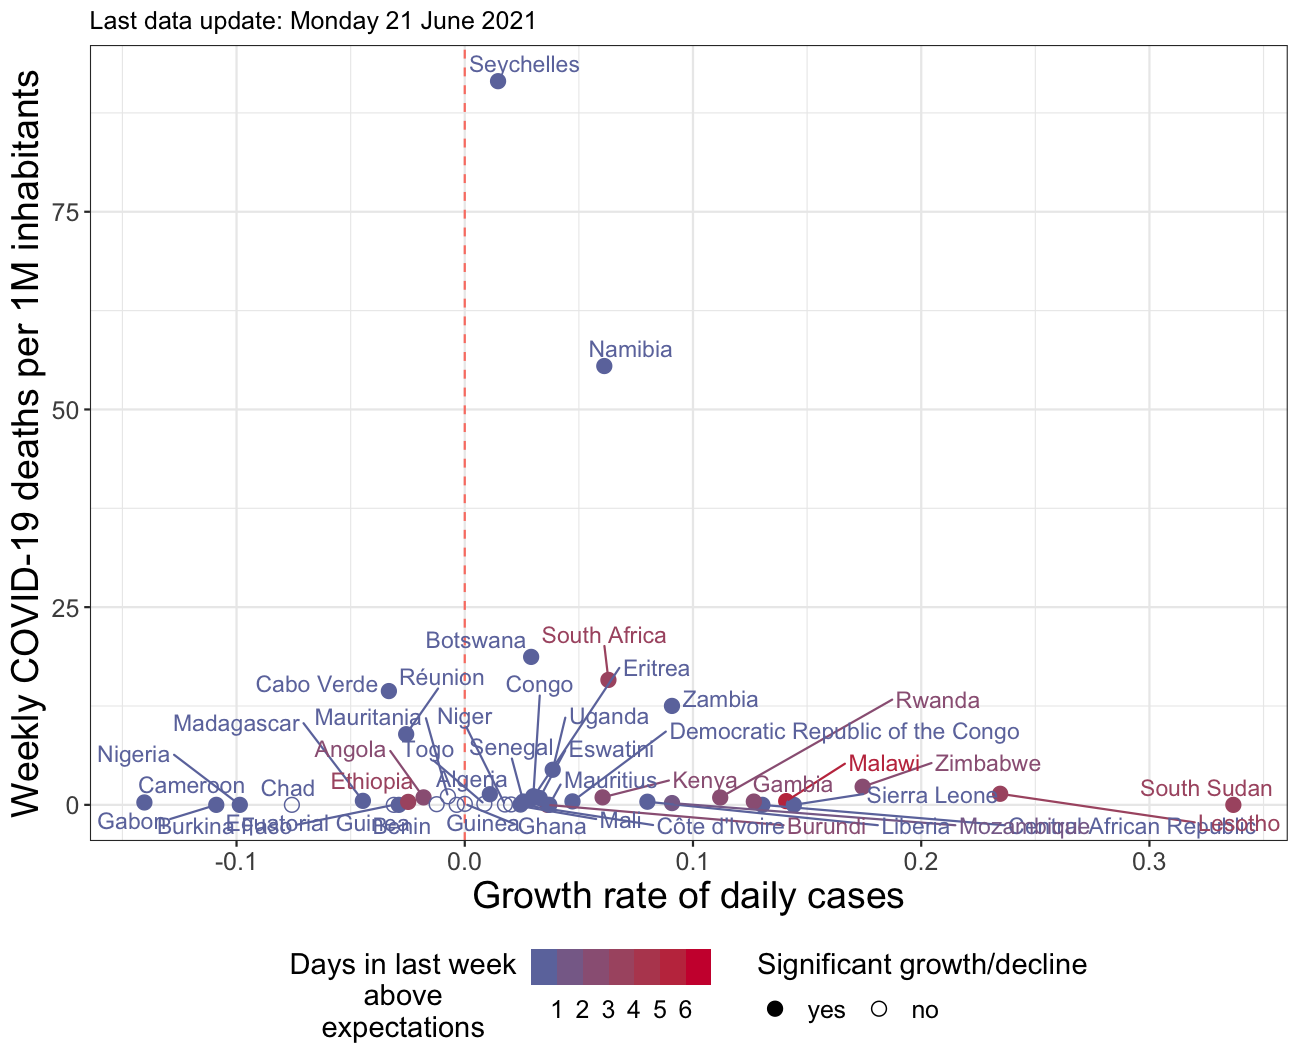 Last data update: Monday 21 June 2021
Weekly COVID-19 deaths per 1M inhabitants
75
50
25
0
Seychelles
Namibia
Botswana
South Africa
Eritrea
Cabo Verde
Réunion
Congo
Zambia
Rwanda
Madagascar
Mauritania
Niger
Uganda
Democratic Republic of the Congo
Nigeria
Angola
Togo
Senegal
Eswatini
Malawi
Zimbabwe
Cameroon
Chad
Ethiopia
Algeria
Mauritius
Kenya
Gambia
Sierra Leone
South Sudan
Gabon
Burkina Faso
Equatorial Guinea
Benin
Guinea
Ghana
Mali
Côte d'Ivoire
Burundi
Liberia
Mozambique
Central African Republic
Lesotho
-0.1
0.0
0.1
0.2
0.3
Growth rate of daily cases
Days in last week
above
expectations
1 2 3 4 5 6
Significant growth/decline
yes
no